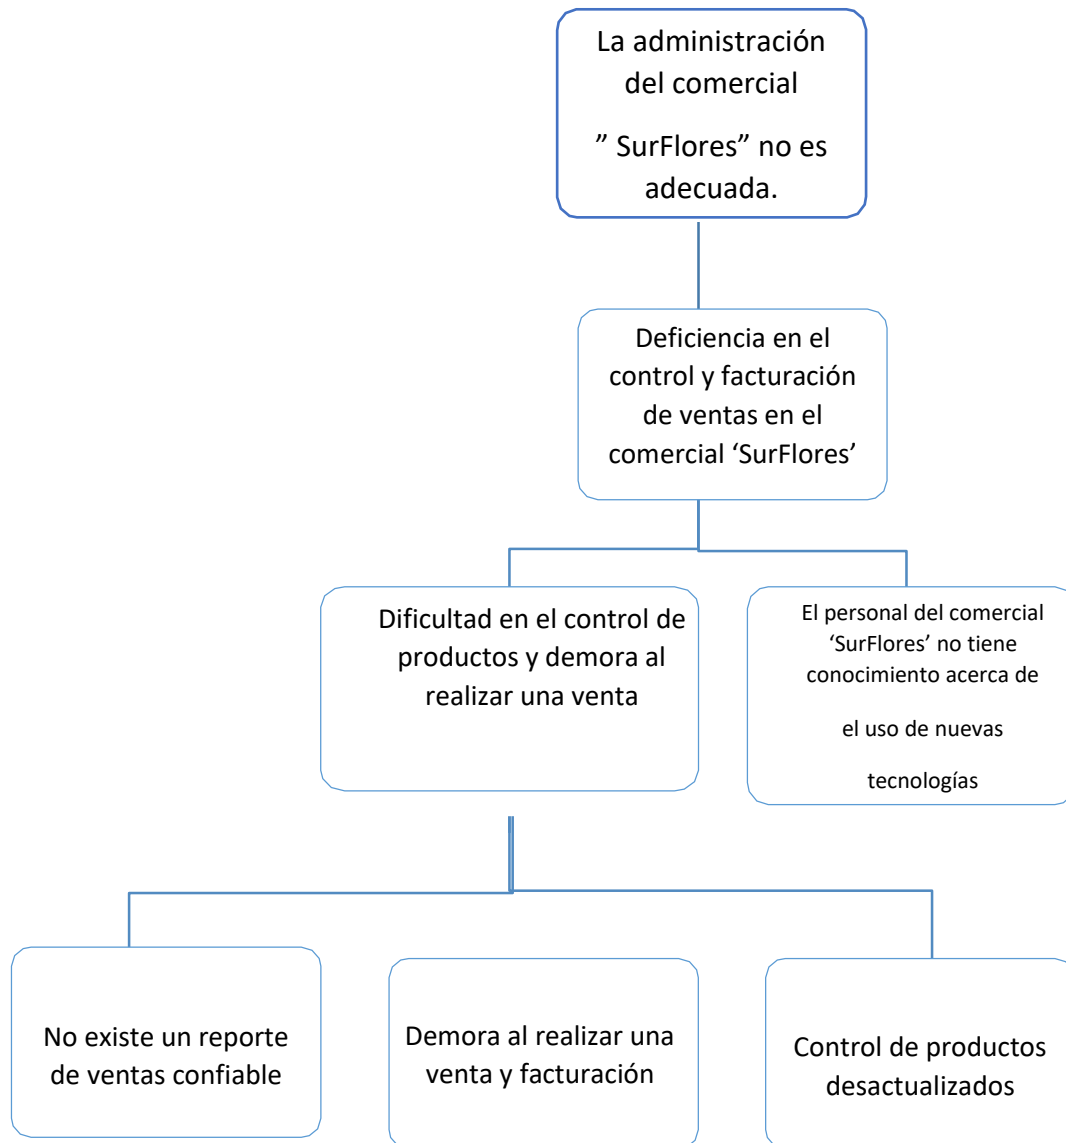 La administración
del comercial
” SurFlores” no es
adecuada.
Deficiencia en el
control y facturación
de ventas en el
comercial ‘SurFlores’
Dificultad en el control de
productos y demora al
realizar una venta
El personal del comercial
‘SurFlores’ no tiene
conocimiento acerca de
el uso de nuevas
tecnologías
No existe un reporte
de ventas confiable
Demora al realizar una
venta y facturación
Control de productos
desactualizados